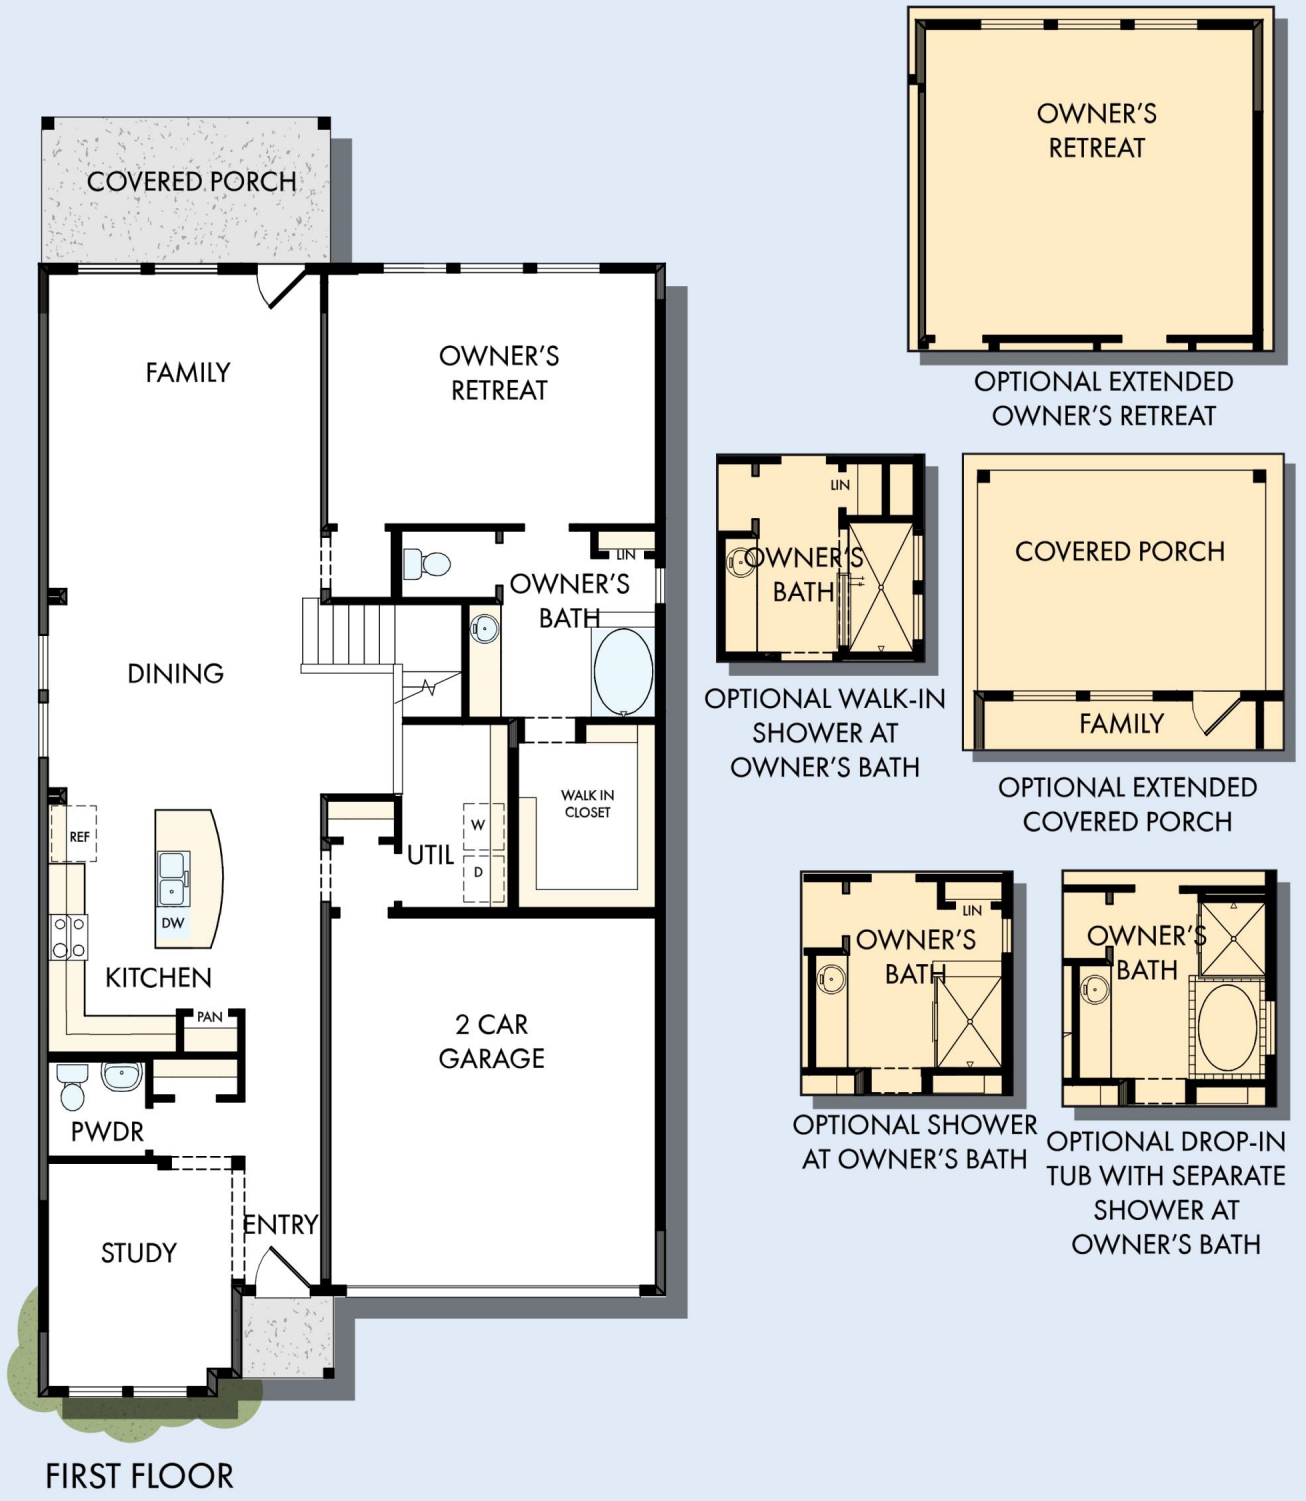 COVERED PORCH
FAMILY
OWNER'S
RETREAT
LIN
OWNER'S
BATH
DINING
WALK IN
CLOSET
REF
W
UTIL
D
DW
KITCHEN
PAN
2 CAR
GARAGE
PWDR
ENTRY
STUDY
FIRST FLOOR
OWNER'S
RETREAT
OPTIONAL EXTENDED
OWNER'S RETREAT
LIN
OWNER'S
BATH
OPTIONAL WALK-IN
SHOWER AT
OWNER'S BATH
COVERED PORCH
FAMILY
OPTIONAL EXTENDED
COVERED PORCH
LIN
OWNER'S
BATH
OPTIONAL SHOWER
AT OWNER'S BATH
OWNER'S
BATH
OPTIONAL DROP-IN
TUB WITH SEPARATE
SHOWER AT
OWNER'S BATH